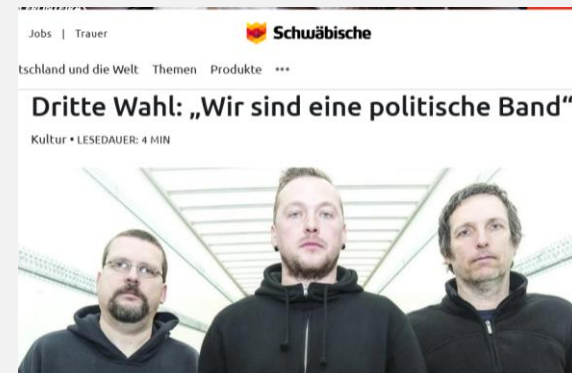 Jobs | Trauer
Schwäbische
tschland und die Welt Themen Produkte •••
Dritte Wahl: „Wir sind eine politische Band“
Kultur • LESEDAUER: 4 MIN